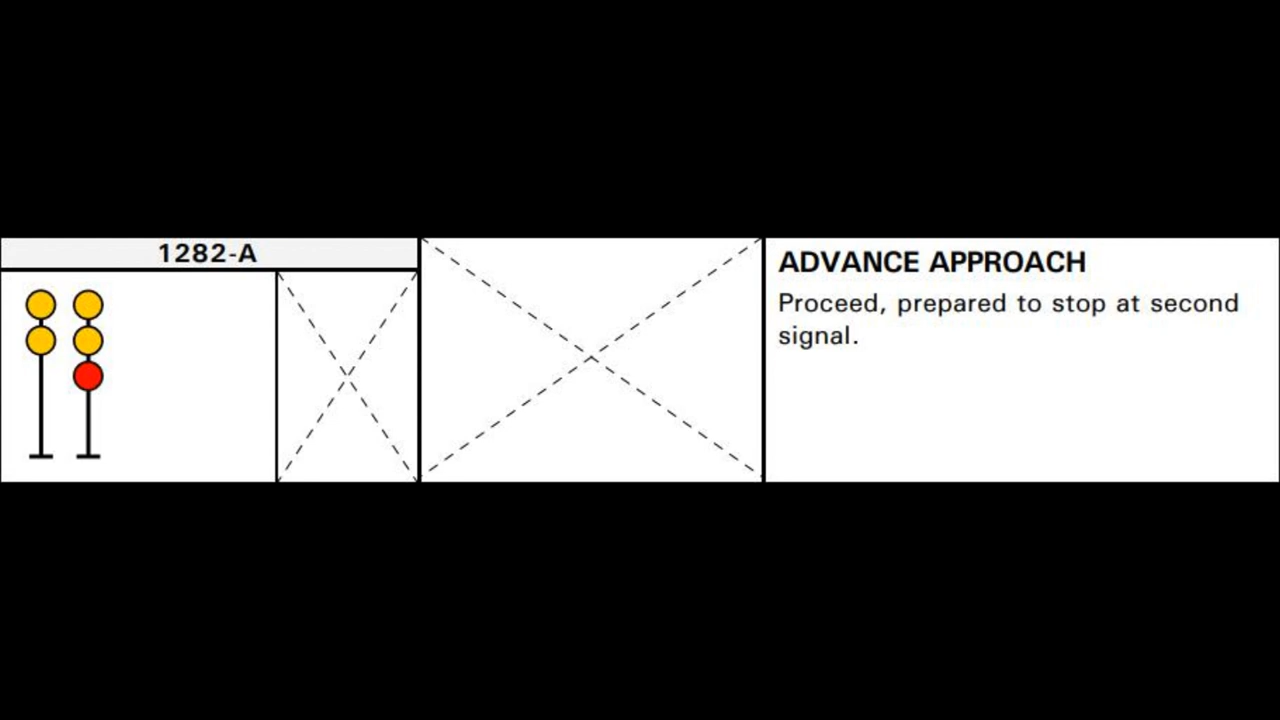 1282-A
ADVANCE APPROACH
Proceed, prepared to stop at second
signal.